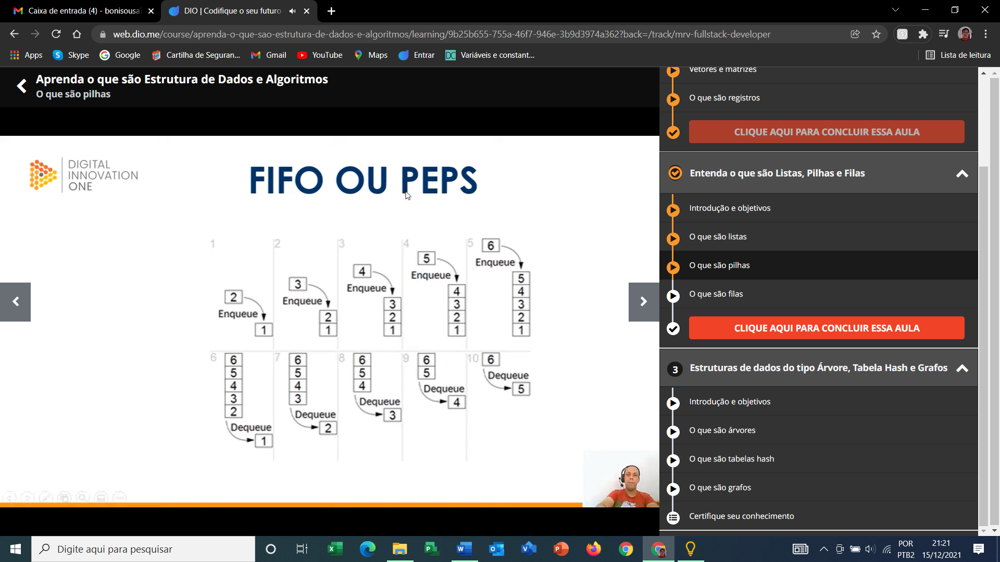 Caixa de entrada (4) - bonisousa
DIO | Codifique o seu futuro
web.dio.me/course/aprenda-o-que-sao-estrutura-de-dados-e-algoritmos/learning/9b25b655-755a-46f7-946e-3b9d3974a362?back=/track/mrv-fullstack-developer
Apps Skype Google Cartilha de Seguran... Gmail YouTube Maps Entrar DC Variáveis e constant... Lista de leitura
Aprenda o que são Estrutura de Dados e Algoritmos
O que são pilhas
DIGITAL
INNOVATION
ONE
FIFO OU PEPS
1 2 3 4 5
2
Enqueue
1
3
Enqueue
2
1
4
Enqueue
3
2
1
5
Enqueue
4
3
2
1
6
Enqueue
5
4
3
2
1
6 7 8 9 10
6
5
4
3
2
Dequeue
1
6
5
4
3
Dequeue
2
6
5
4
Dequeue
3
6
5
Dequeue
4
6
Dequeue
5
Vetores e matrizes
O que são registros
CLIQUE AQUI PARA CONCLUIR ESSA AULA
Entenda o que são Listas, Pilhas e Filas
Introdução e objetivos
O que são listas
O que são pilhas
O que são filas
CLIQUE AQUI PARA CONCLUIR ESSA AULA
3 Estruturas de dados do tipo Árvore, Tabela Hash e Grafos
Introdução e objetivos
O que são árvores
O que são tabelas hash
O que são grafos
Certifique seu conhecimento
Digite aqui para pesquisar
POR
PTB2
21:21
15/12/2021